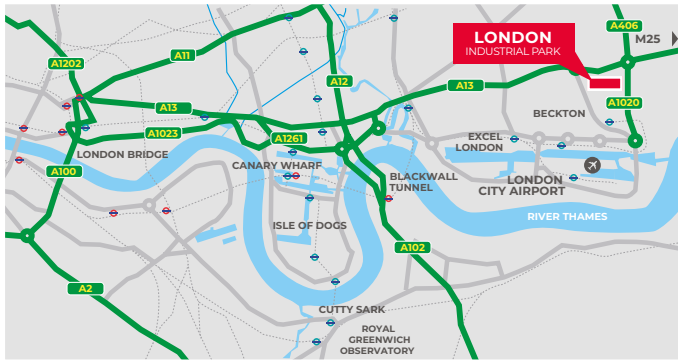 A406
LONDON
INDUSTRIAL PARK
M25
A11
A1202
A12
A13
A13
A1020
BECKTON
A1023
A1261
EXCEL
LONDON
LONDON BRIDGE
CANARY WHARF
A100
BLACKWALL
TUNNEL
LONDON
CITY AIRPORT
RIVER THAMES
ISLE OF DOGS
A102
A2
CUTTY SARK
ROYAL
GREENWICH
OBSERVATORY